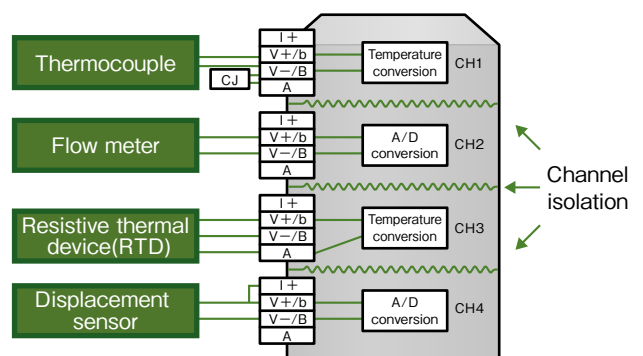 Thermocouple
CJ
I+
V+/b
V−/B
A
Temperature
conversion
CH1
Flow meter
I+
V+/b
V−/B
A
A/D
conversion
CH2
Channel
isolation
Resistive thermal
device(RTD)
I+
V+/b
V−/B
A
Temperature
conversion
CH3
Displacement
sensor
I+
V+/b
V−/B
A
A/D
conversion
CH4